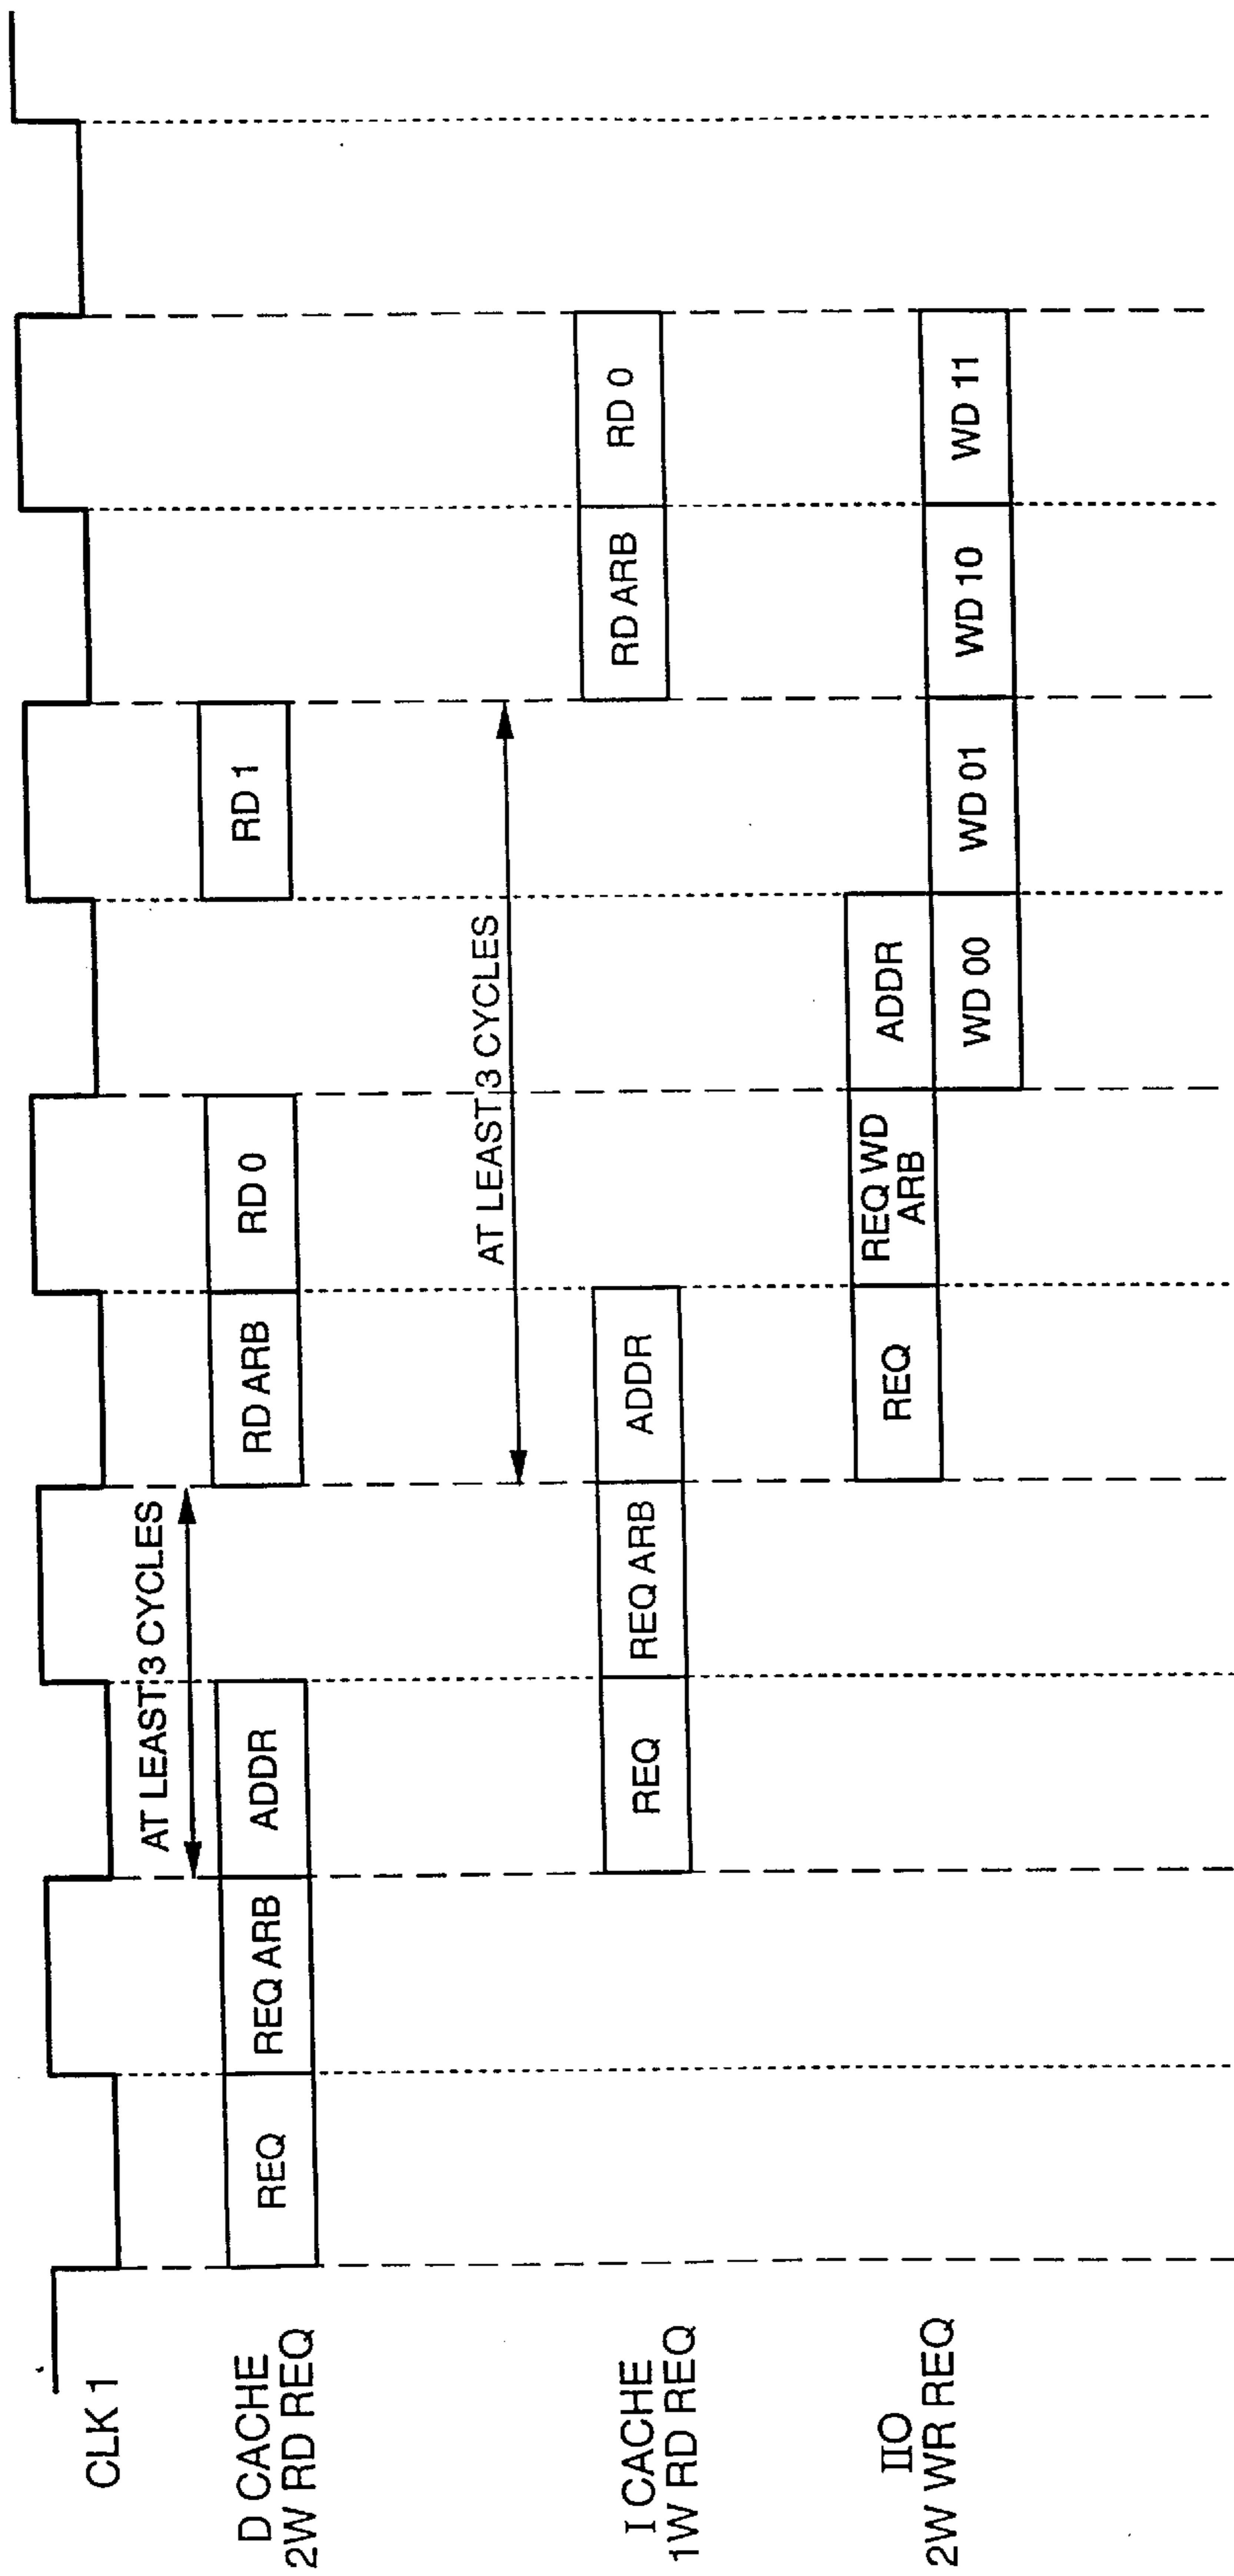 CLK 1
D CACHE
2W RD REQ
REQ
REQ ARB
ADDR
AT LEAST 3 CYCLES
RD ARB
RD 0
RD 1
I CACHE
1W RD REQ
REQ
REQ ARB
ADDR
AT LEAST 3 CYCLES
RD ARB
RD 0
IIO
2W WR REQ
REQ
REQ WD
ARB
ADDR
WD 00
WD 01
WD 10
WD 11